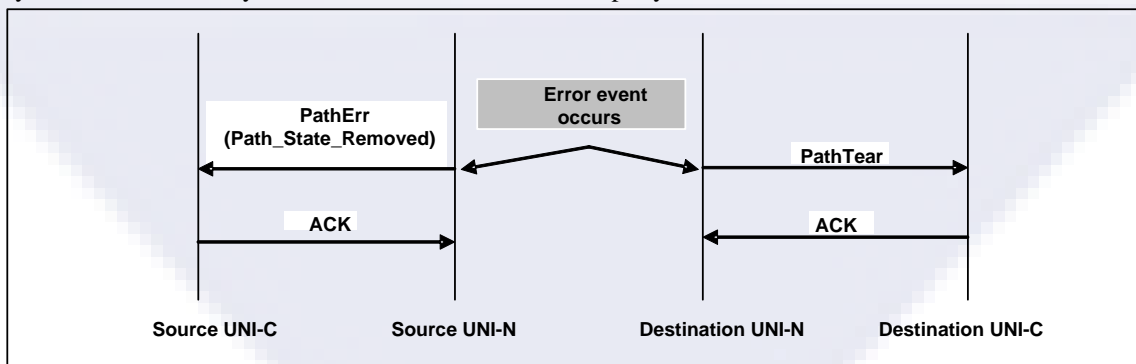 Error event
occurs
PathErr
(Path_State_Removed)
PathTear
ACK
ACK
Source UNI-C
Source UNI-N
Destination UNI-N
Destination UNI-C